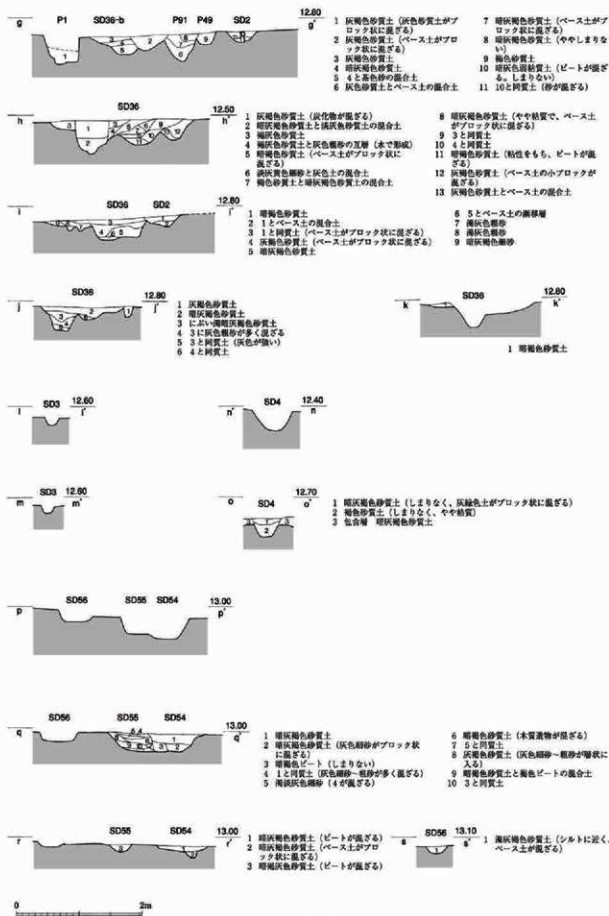 P1 SD36-b P91 P49 SD2
g 12.80 g'
1 灰褐色砂質土(灰色砂質土がブロック状に混ざる)
2 灰褐色砂質土(ベース土がブロック状に混ざる)
3 灰褐色砂質土
4 暗灰褐色砂質土
5 4と茶色砂の混合土
6 灰色砂質土とベース土の混合土
7 暗灰褐色砂質土(ベース土がブロック状に混ざる)
8 暗灰褐色砂質土(ややしまりない)
9 褐色砂質土
10 暗灰色弱粘質土(ピートが混ざる。しまりない)
11 10と同質土(砂が混ざる)
SD36
h 12.50 h'
1 灰褐色砂質土(炭化物が混ざる)
2 暗灰褐色砂質土と淡灰色砂質土の混合土
3 褐灰色砂質土
4 褐灰色砂質土と灰色粗砂の互層(水で形成)
5 暗褐色砂質土(ベース土がブロック状に混ざる)
6 淡灰黄色細砂と灰色土の混合土
7 褐色砂質土と暗灰褐色砂質土の混合土
8 暗灰褐色砂質土(やや粘質で、ベース土がブロック状に混ざる)
9 3と同質土
10 4と同質土
11 暗褐色砂質土(粘性をもち、ピートが混ざる)
12 灰褐色砂質土(ベース土の小ブロックが混ざる)
13 灰褐色砂質土とベース土の混合土
SD36 SD2
i 12.60 i'
1 暗褐色砂質土
2 1とベース土の混合土
3 1と同質土(ベース土がブロック状に混ざる)
4 灰褐色砂質土(ベース土がブロック状に混ざる)
5 暗褐色砂質土
6 5とベース土の漸移層
7 濁灰色粗砂
8 濁灰色粗砂
9 暗灰褐色細砂
SD36
j 12.80 j'
1 灰褐色砂質土
2 暗灰褐色砂質土
3 にぶい濁暗灰褐色砂質土
4 3に灰色粗砂が多く混ざる
5 3と同質土(灰色が強い)
6 4と同質土
SD36
k 12.80 k'
1 暗褐色砂質土
SD3
l 12.60 l'
SD4
n' 12.40 n
SD3
m 12.60 m'
SD4
o 12.70 o'
1 暗灰褐色砂質土(しまりなく、灰緑色土がブロック状に混ざる)
2 褐色砂質土(しまりなく、やや粘質)
3 包含層 暗灰褐色砂質土
SD56 SD55 SD54
p 13.00 p'
SD56 SD55 SD54
q 13.00 q'
1 暗灰褐色砂質土
2 暗灰褐色砂質土(灰色細砂がブロック状に混ざる)
3 暗褐色ピート(しまりない)
4 1と同質土(灰色細砂~粗砂が多く混ざる)
5 濁淡灰色細砂(4が混ざる)
6 暗褐色砂質土(木質遺物が混ざる)
7 5と同質土
8 灰褐色砂質土(灰色細砂~粗砂が層状に入る)
9 暗褐色砂質土と褐色ピートの混合土
10 3と同質土
SD55 SD54
r 13.00 r'
1 暗灰褐色砂質土(ピートが混ざる)
2 暗灰褐色砂質土(ベース土がブロック状に混ざる)
3 暗褐灰色砂質土(ピートが混ざる)
SD56
s 13.10 s'
1 濁灰褐色砂質土(シルトに近く、ベース土が混ざる)
0 2m